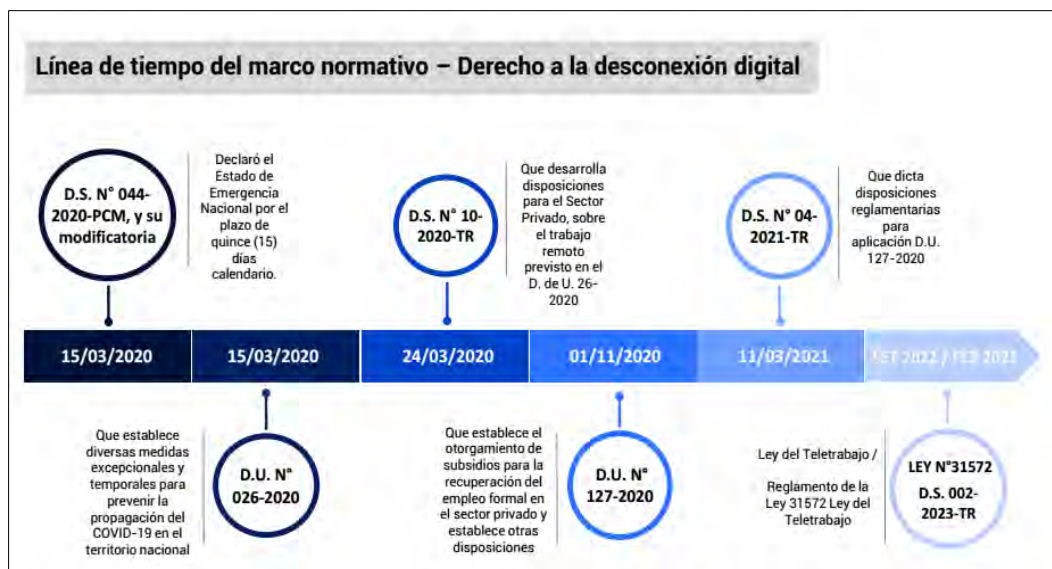 Línea de tiempo del marco normativo – Derecho a la desconexión digital
D.S. N° 044-
2020-PCM, y su
modificatoria
Declaró el
Estado de
Emergencia
Nacional por el
plazo de
quince (15)
días
calendario.
D.S. N° 10-
2020-TR
Que desarrolla
disposiciones
para el Sector
Privado, sobre
el trabajo
remoto
previsto en el
D. de U. 26-
2020
D.S. N° 04-
2021-TR
Que dicta
disposiciones
reglamentarias
para
aplicación D.U.
127-2020
15/03/2020
15/03/2020
24/03/2020
01/11/2020
11/03/2021
2022 / FEB 2023
Que establece
diversas medidas
excepcionales y
temporales para
prevenir la
propagación del
COVID-19 en el
territorio nacional
D.U. N°
026-2020
Que establece el
otorgamiento de
subsidios para la
recuperación del
empleo formal en
el sector privado y
establece otras
disposiciones
D.U. N°
127-2020
Ley del Teletrabajo /
Reglamento de la
Ley 31572 Ley del
Teletrabajo
LEY N°31572
D.S. 002-
2023-TR